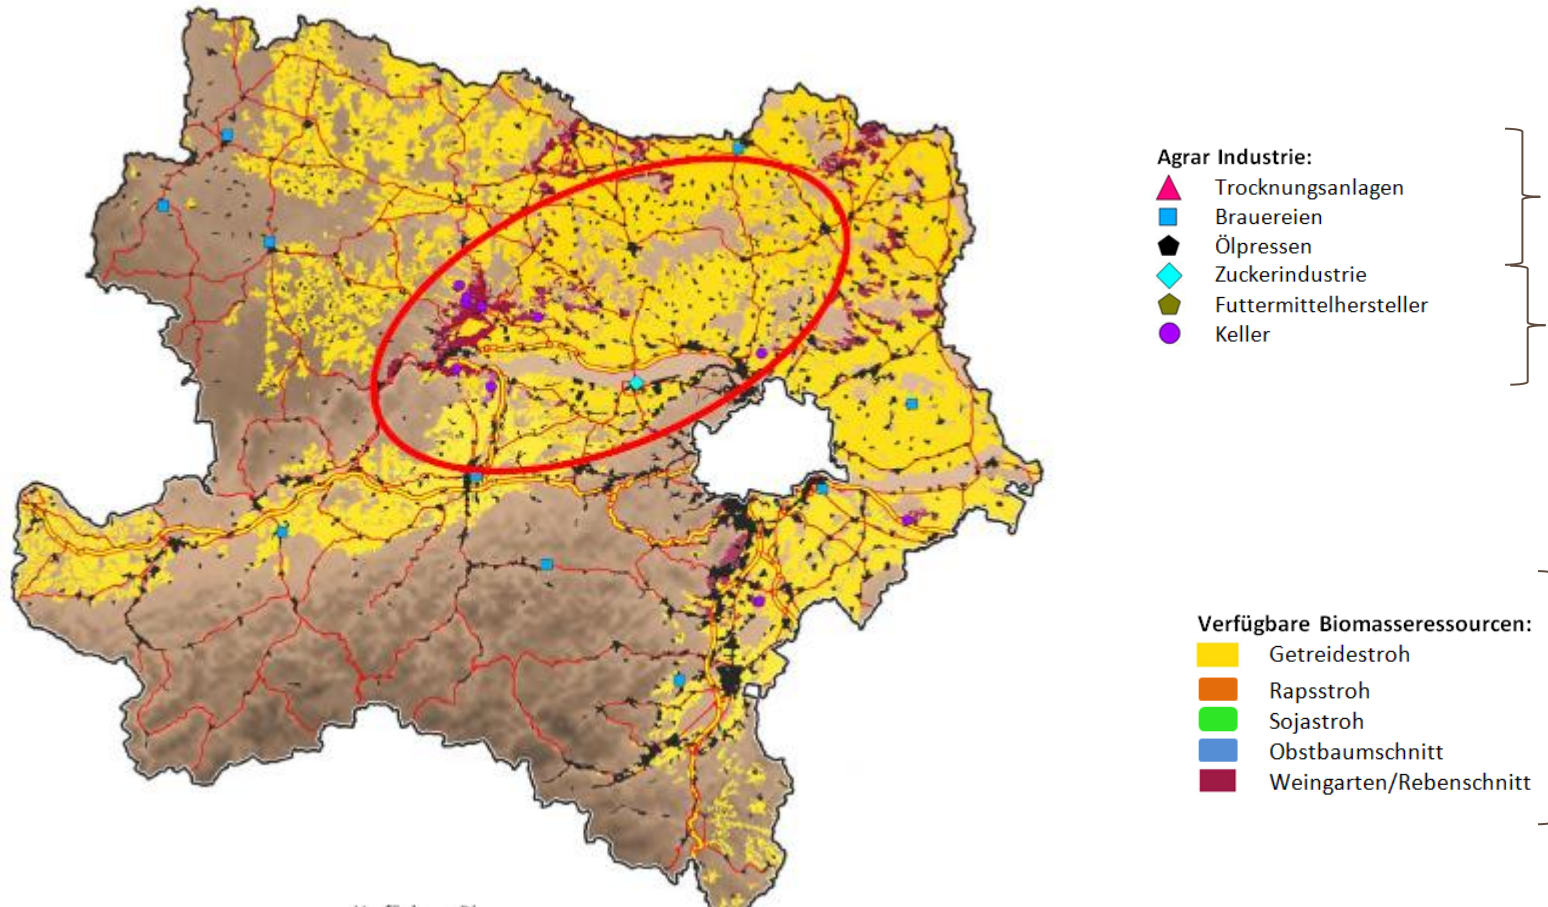 Agrar Industrie:
Trocknungsanlagen
Brauereien
Ölpressen
Zuckerindustrie
Futtermittelhersteller
Keller
Verfügbare Biomasseressourcen:
Getreidestroh
Rapsstroh
Sojastroh
Obstbaumschnitt
Weingarten/Rebenschnitt